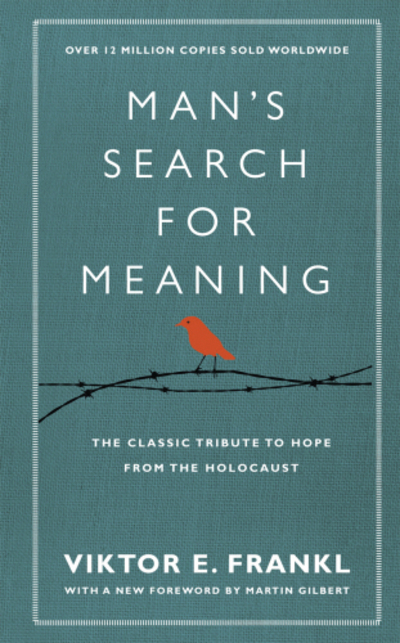 OVER 12 MILLION COPIES SOLD WORLDWIDE
MAN'S
SEARCH
FOR
MEANING
THE CLASSIC TRIBUTE TO HOPE
FROM THE HOLOCAUST
VIKTOR E. FRANKL
WITH A NEW FOREWORD BY MARTIN GILBERT